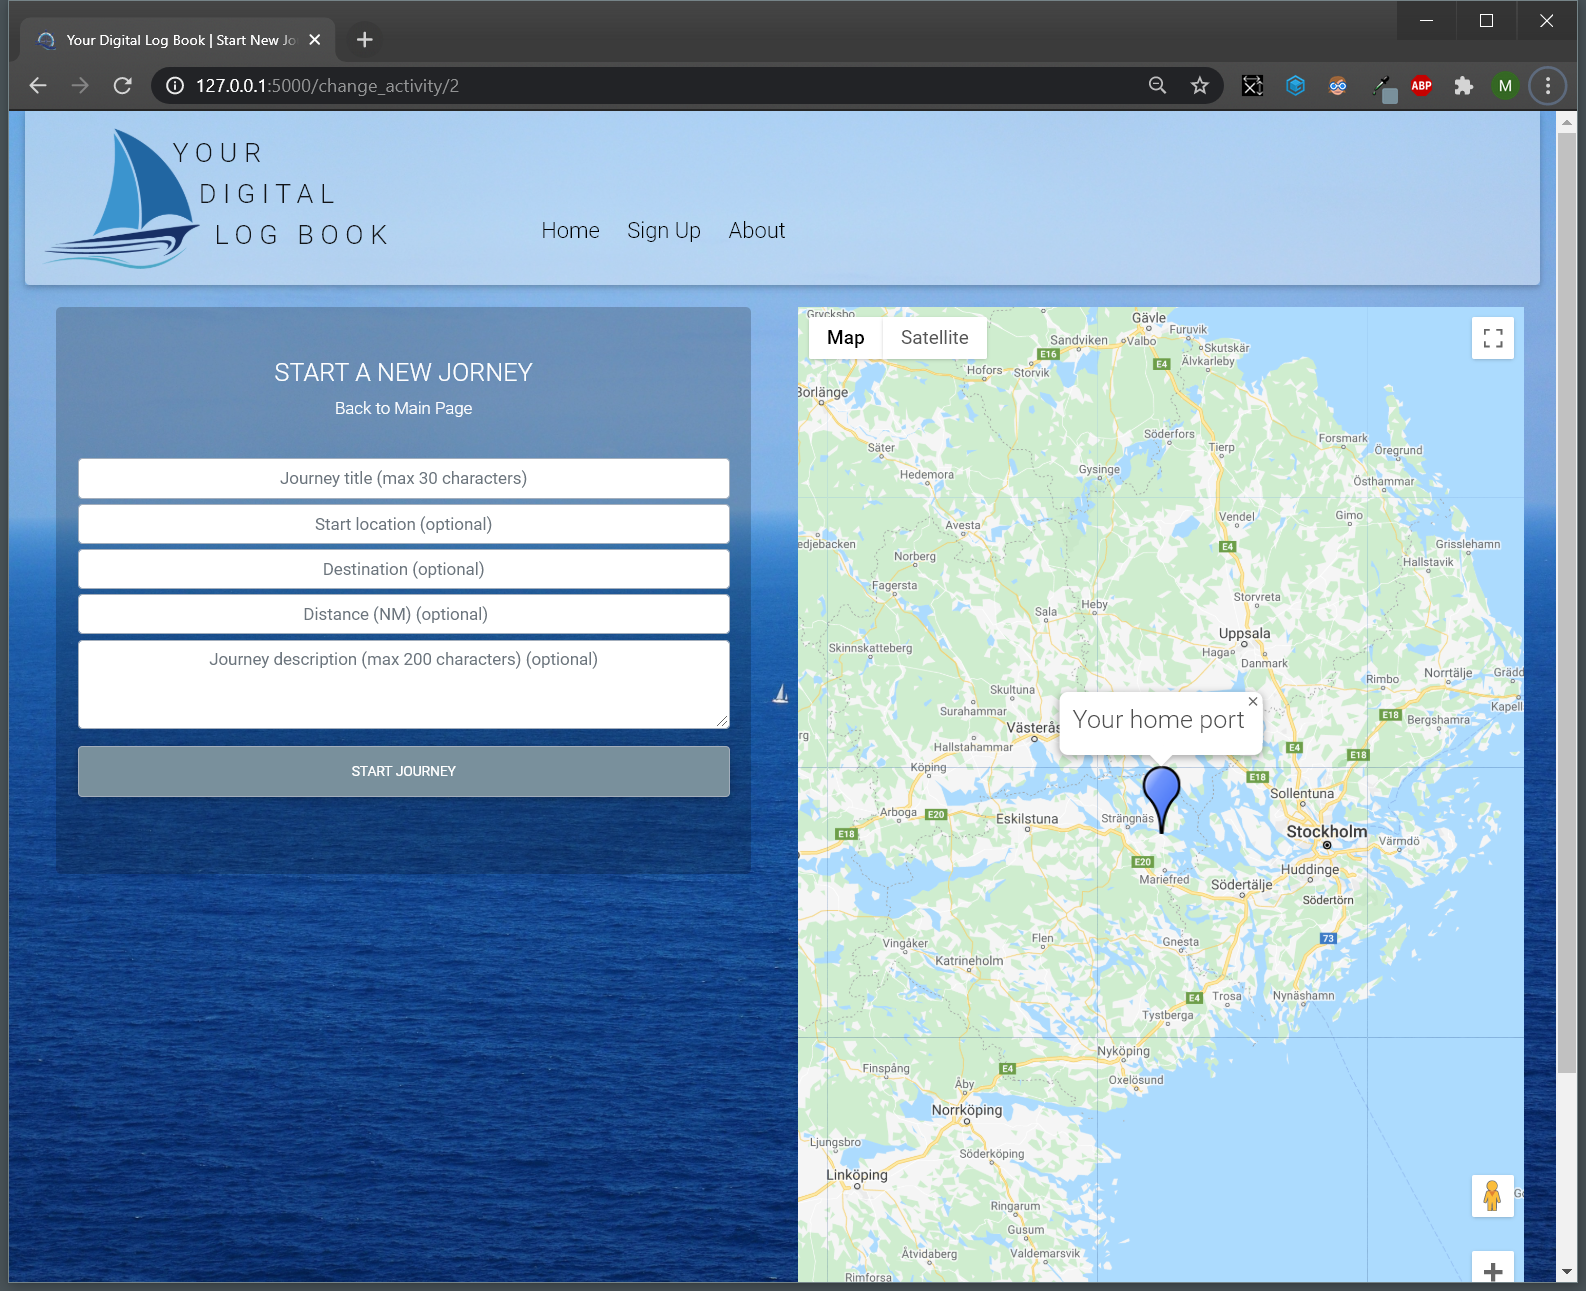 Your Digital Log Book | Start New Jo
127.0.0.1:5000/change_activity/2
ABP
M
YOUR
DIGITAL
LOG BOOK
Home Sign Up About
START A NEW JORNEY
Back to Main Page
Journey title (max 30 characters)
Start location (optional)
Destination (optional)
Distance (NM) (optional)
Journey description (max 200 characters) (optional)
START JOURNEY
Map Satellite
Grycksbo
Gävle
Furuvik
Sandviken
Valbo
Skutskär
E16
E4
Älvkarleby
Hofors
Storvik
Borlänge
Söderfors
Forsmark
Säter
Tierp
Öregrund
Hedemora
Gysinge
Östhammar
Vendel
Gimo
Avesta
edjebacken
E4
Grisslehamn
Norberg
Hallstavik
Fagersta
Storvreta
Sala
Heby
Uppsala
Skinnskatteberg
Haga
Danmark
Norrtälje
Grädd
Rimbo
Skultuna
Kapell
Surahammar
E18
Bergshamra
Your home port
Västerås
rg
Hallstahammar
E4
E18
Köping
E18
Sollentuna
Arboga
E20
Eskilstuna
Strängnäs
E18
Stockholm
Värmdö
E20
Mariefred
Huddinge
Södertälje
Södertörn
Vingåker
Flen
Gnesta
73
Katrineholm
E4
Trosa
Nynäshamn
Tystberga
Nyköping
Finspång
E4
Åby
Oxelösund
Norrköping
Ljungsbro
Söderköping
Linköping
Go
Ringarum
Gusum
Åtvidaberg
Valdemarsvik
Rimforsa